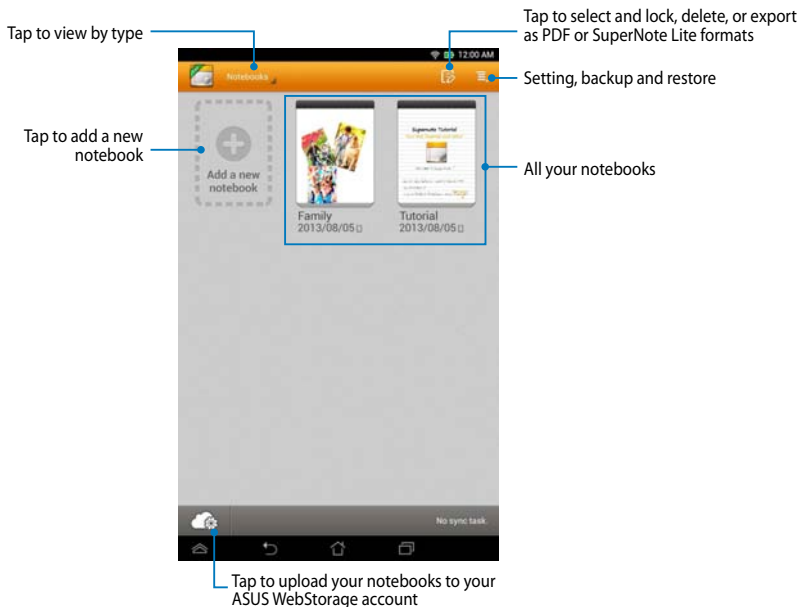 Tap to select and lock, delete, or export
as PDF or SuperNote Lite formats
Tap to view by type
12:00 AM
Notebooks
Setting, backup and restore
Tap to add a new
notebook
Add a new
notebook
Supernote Tutorial
All your notebooks
Family
2013/08/05
Tutorial
2013/08/05
No sync task.
Tap to upload your notebooks to your
ASUS WebStorage account